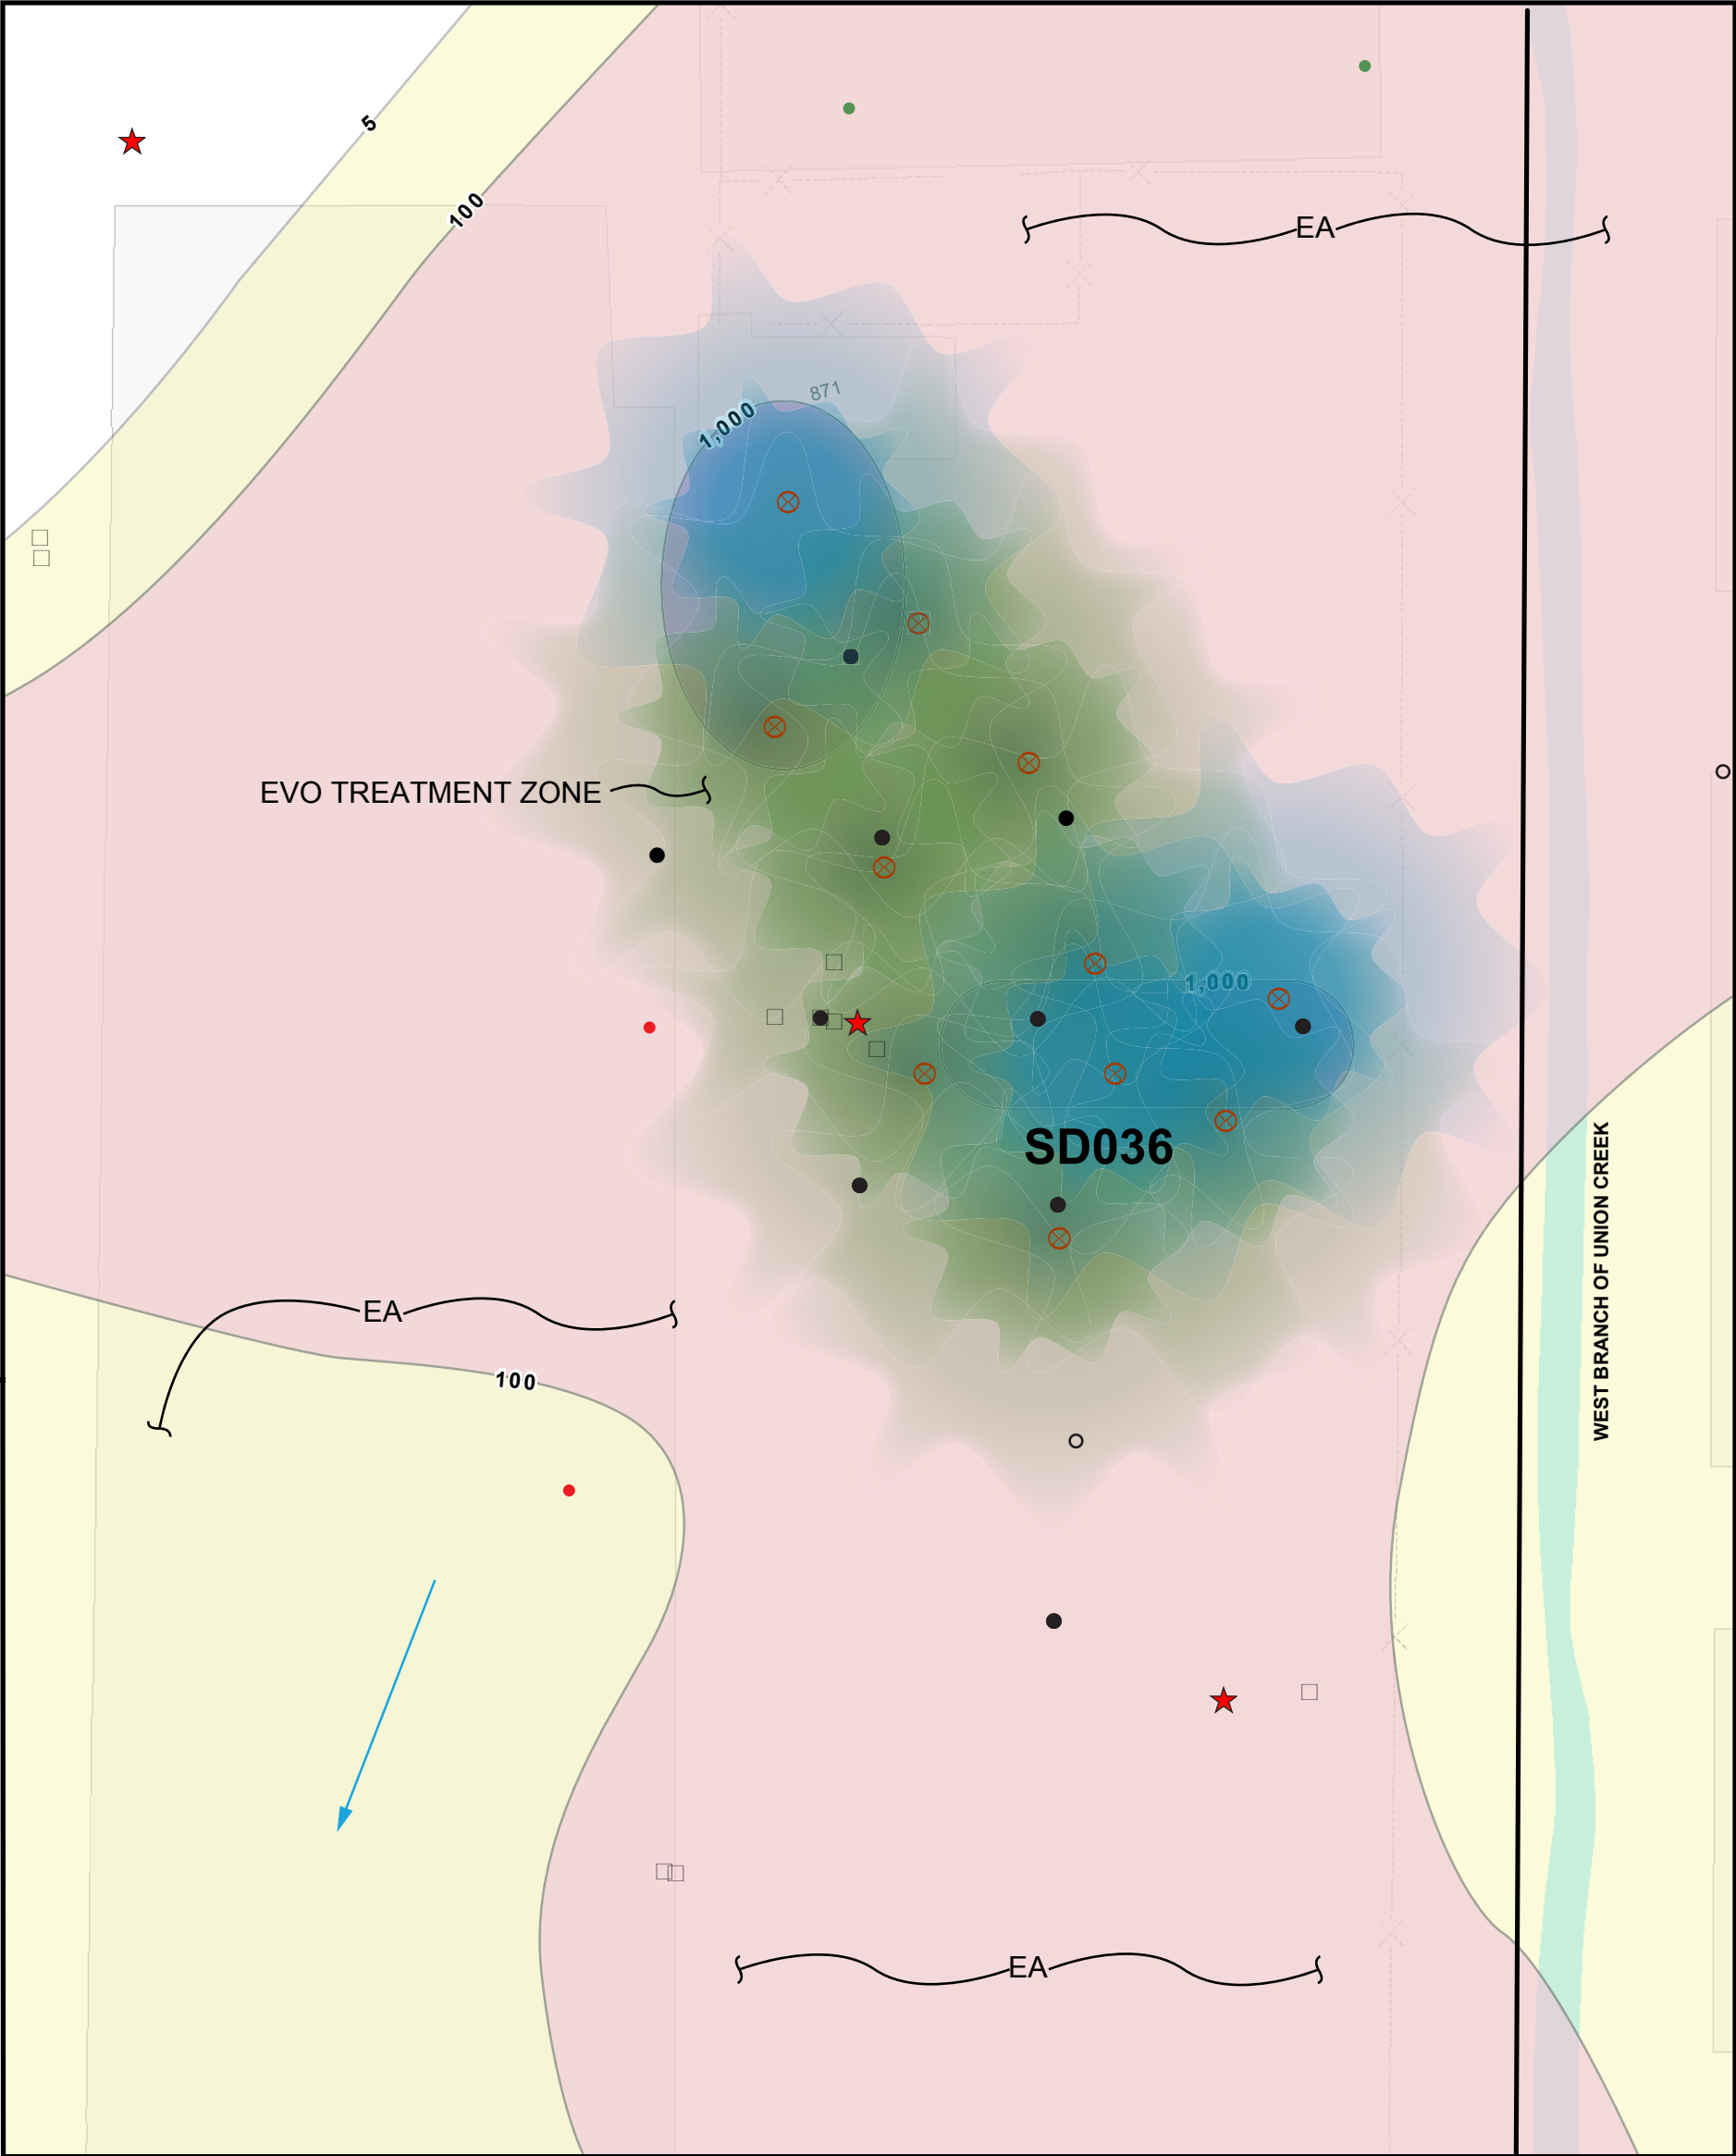 5
100
EA
871
1,000
EVO TREATMENT ZONE
1,000
SD036
WEST BRANCH OF UNION CREEK
EA
100
EA